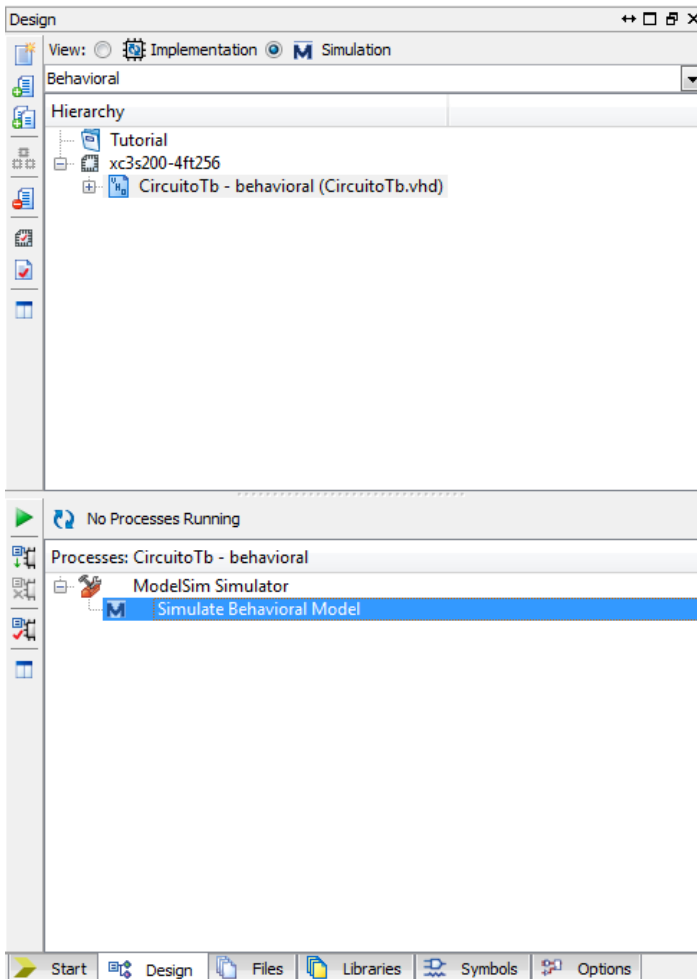 Design
View: Implementation Simulation
Behavioral
Hierarchy
Tutorial
xc3s200-4ft256
CircuitoTb - behavioral (CircuitoTb.vhd)
No Processes Running
Processes: CircuitoTb - behavioral
ModelSim Simulator
Simulate Behavioral Model
Start Design Files Libraries Symbols Options